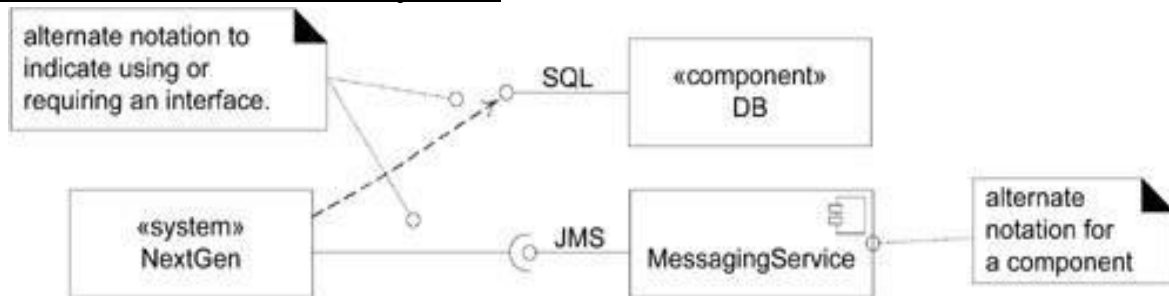 alternate notation to
indicate using or
requiring an interface.
SQL
«component»
DB
«system»
NextGen
JMS
MessagingService
alternate
notation for
a component